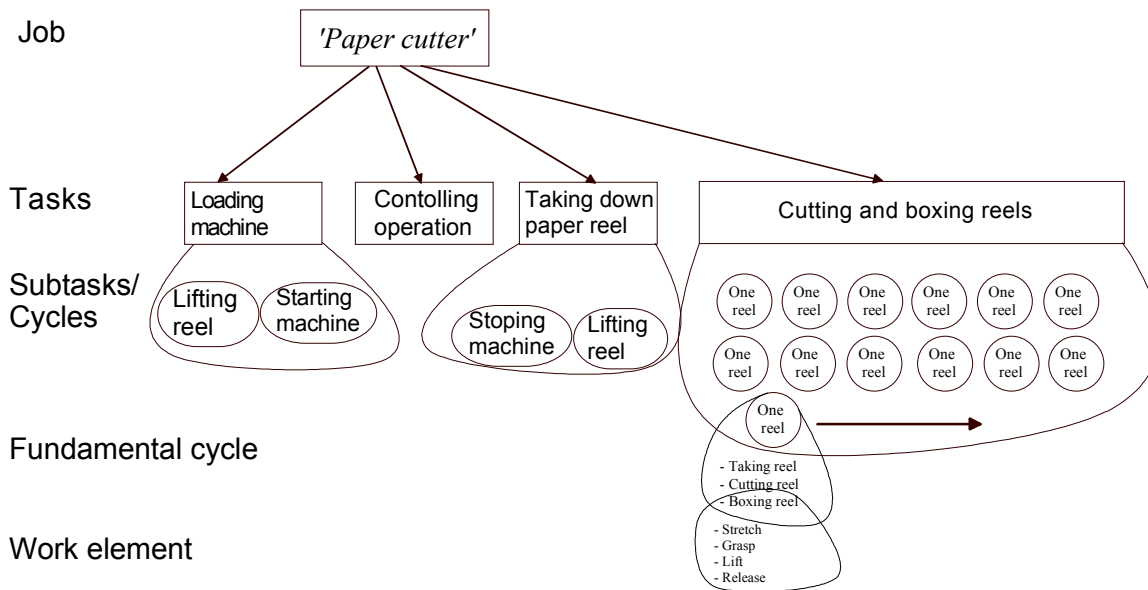 Job
'Paper cutter'
Tasks
Loading
machine
Contolling
operation
Taking down
paper reel
Cutting and boxing reels
Subtasks/
Cycles
Lifting
reel
Starting
machine
Stoping
machine
Lifting
reel
One
reel
One
reel
One
reel
One
reel
One
reel
One
reel
One
reel
One
reel
One
reel
One
reel
One
reel
One
reel
One
reel
Fundamental cycle
- Taking reel
- Cutting reel
- Boxing reel
Work element
- Stretch
- Grasp
- Lift
- Release